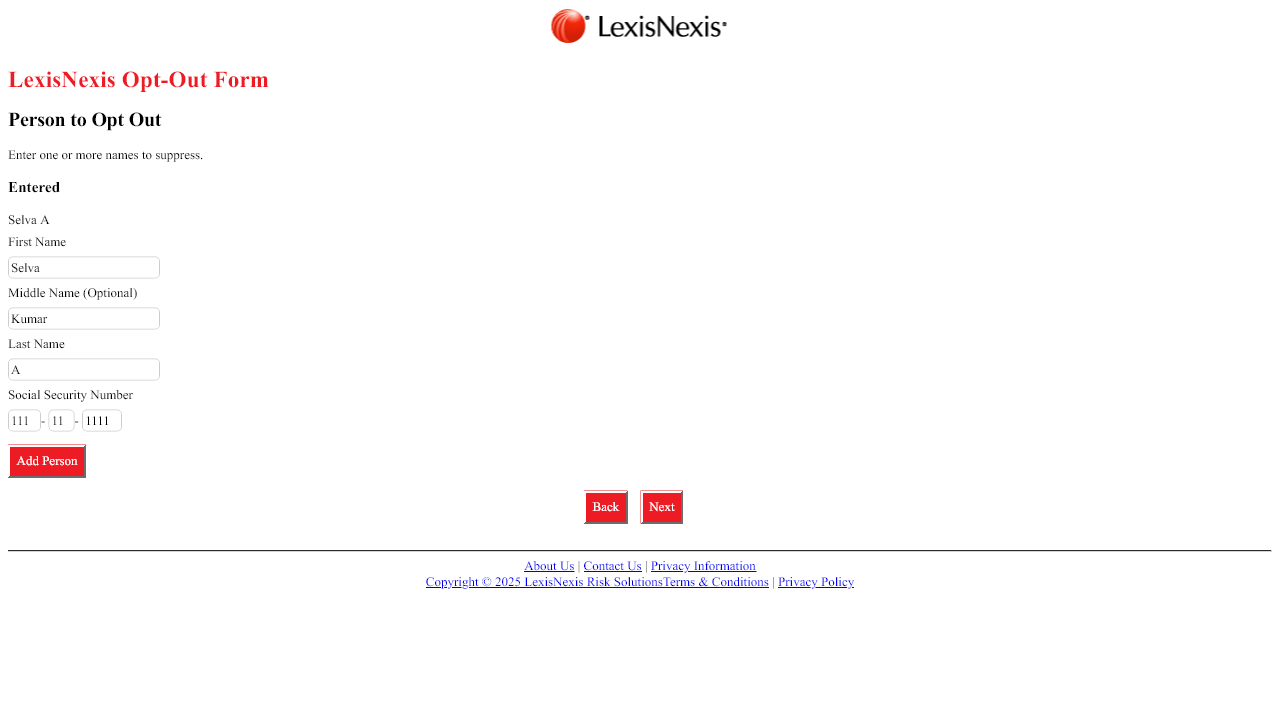 LexisNexis
LexisNexis Opt-Out Form
Person to Opt Out
Enter one or more names to suppress.
Entered
Selva A
First Name
Selva
Middle Name (Optional)
Kumar
Last Name
A
Social Security Number
111 - 11 - 1111
Add Person
Back Next
About Us | Contact Us | Privacy Information
Copyright © 2025 LexisNexis Risk SolutionsTerms & Conditions | Privacy Policy